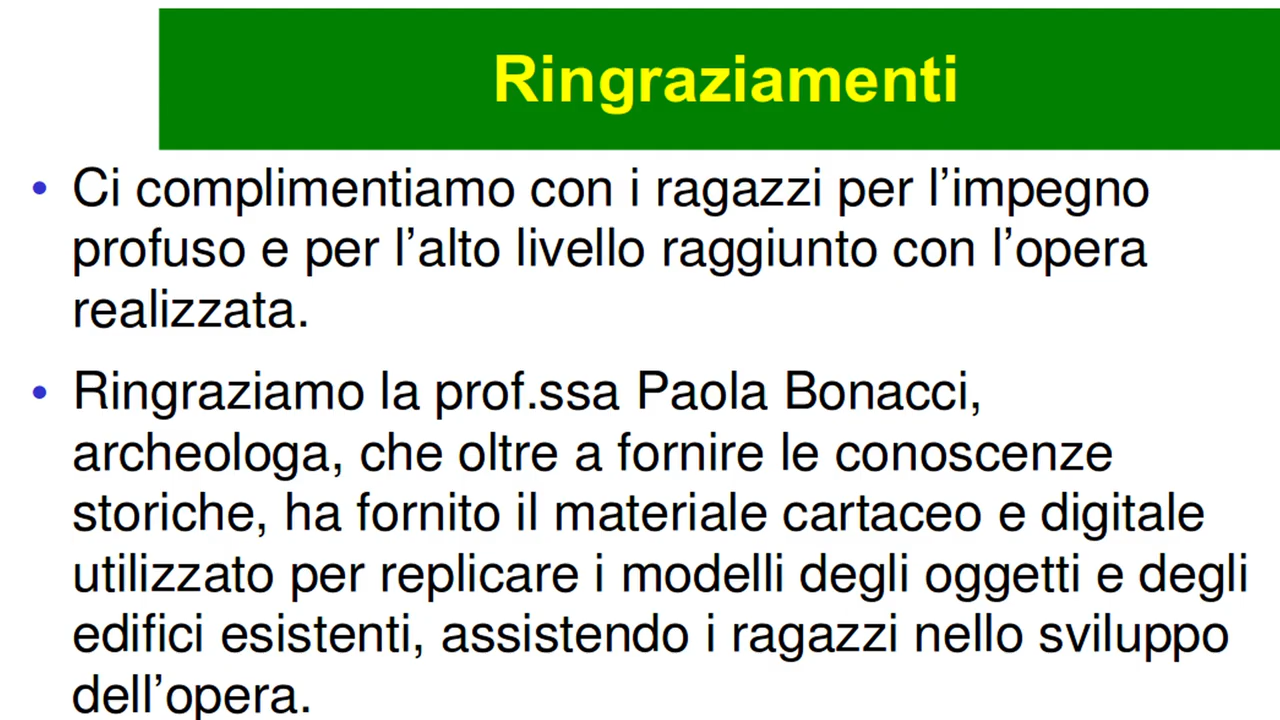 Ringraziamenti
• Ci complimentiamo con i ragazzi per l’impegno
profuso e per l’alto livello raggiunto con l’opera
realizzata.
• Ringraziamo la prof.ssa Paola Bonacci,
archeologa, che oltre a fornire le conoscenze
storiche, ha fornito il materiale cartaceo e digitale
utilizzato per replicare i modelli degli oggetti e degli
edifici esistenti, assistendo i ragazzi nello sviluppo
dell’opera.